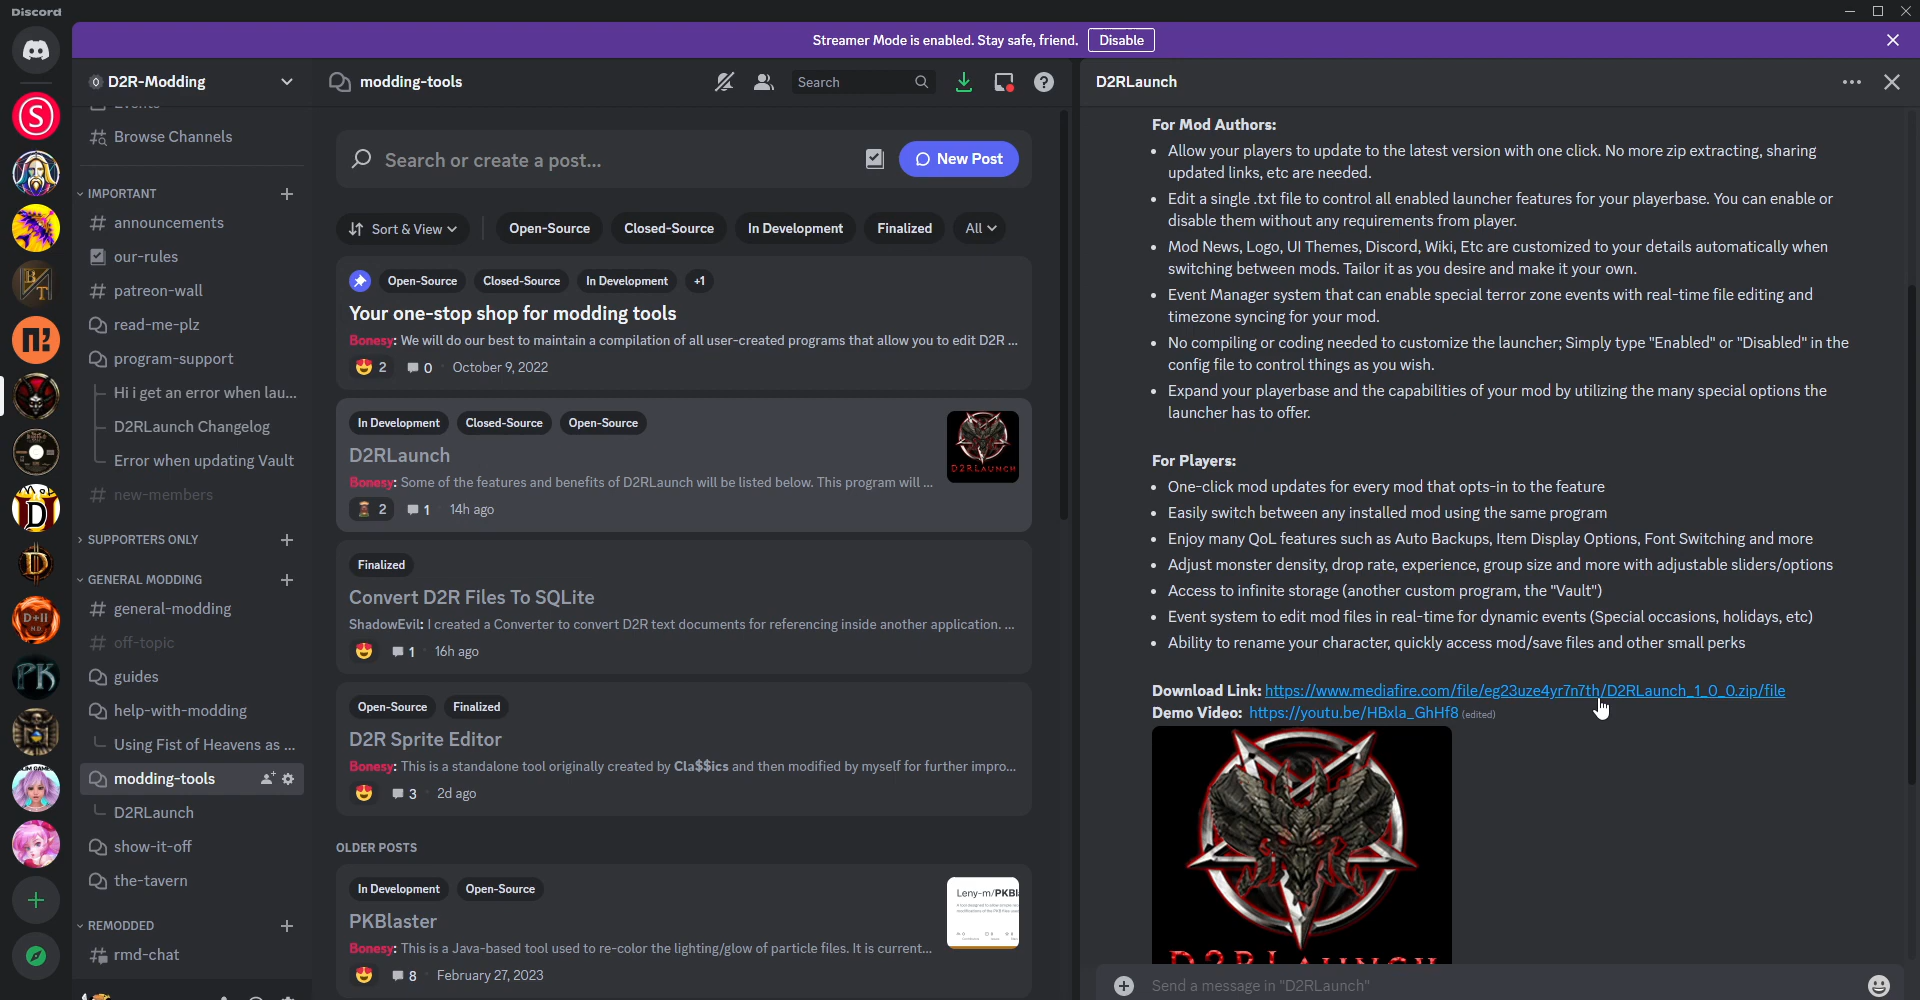 Discord
Streamer Mode is enabled. Stay safe, friend. Disable
D2R-Modding
Events
Browse Channels
IMPORTANT
announcements
our-rules
patreon-wall
read-me-plz
program-support
Hi i get an error when lau...
D2RLaunch Changelog
Error when updating Vault
new-members
SUPPORTERS ONLY
GENERAL MODDING
general-modding
off-topic
guides
help-with-modding
Using Fist of Heavens as ...
modding-tools
D2RLaunch
show-it-off
the-tavern
REMODDED
rmd-chat
modding-tools
Search
Search or create a post...
New Post
Sort & View
Open-Source
Closed-Source
In Development
Finalized
All
Open-Source Closed-Source In Development +1
Your one-stop shop for modding tools
Bonesy: We will do our best to maintain a compilation of all user-created programs that allow you to edit D2R ...
2 0 · October 9, 2022
In Development Closed-Source Open-Source
D2RLaunch
Bonesy: Some of the features and benefits of D2RLaunch will be listed below. This program will ...
2 1 · 14h ago
D2RLAUNCH
Finalized
Convert D2R Files To SQLite
ShadowEvil: I created a Converter to convert D2R text documents for referencing inside another application. ...
1 · 16h ago
Open-Source Finalized
D2R Sprite Editor
Bonesy: This is a standalone tool originally created by Cla$$ics and then modified by myself for further impro...
3 · 2d ago
OLDER POSTS
In Development Open-Source
PKBlaster
Bonesy: This is a Java-based tool used to re-color the lighting/glow of particle files. It is current...
8 · February 27, 2023
Leny-m/PKBl
D2RLaunch
For Mod Authors:
• Allow your players to update to the latest version with one click. No more zip extracting, sharing
updated links, etc are needed.
• Edit a single .txt file to control all enabled launcher features for your playerbase. You can enable or
disable them without any requirements from player.
• Mod News, Logo, UI Themes, Discord, Wiki, Etc are customized to your details automatically when
switching between mods. Tailor it as you desire and make it your own.
• Event Manager system that can enable special terror zone events with real-time file editing and
timezone syncing for your mod.
• No compiling or coding needed to customize the launcher; Simply type "Enabled" or "Disabled" in the
config file to control things as you wish.
• Expand your playerbase and the capabilities of your mod by utilizing the many special options the
launcher has to offer.
For Players:
• One-click mod updates for every mod that opts-in to the feature
• Easily switch between any installed mod using the same program
• Enjoy many QoL features such as Auto Backups, Item Display Options, Font Switching and more
• Adjust monster density, drop rate, experience, group size and more with adjustable sliders/options
• Access to infinite storage (another custom program, the "Vault")
• Event system to edit mod files in real-time for dynamic events (Special occasions, holidays, etc)
• Ability to rename your character, quickly access mod/save files and other small perks
Download Link: https://www.mediafire.com/file/eg23uze4yr7n7th/D2RLaunch_1_0_0.zip/file
Demo Video: https://youtu.be/HBxla_GhHf8 (edited)
D2RLAUNCH
Send a message in "D2RLaunch"